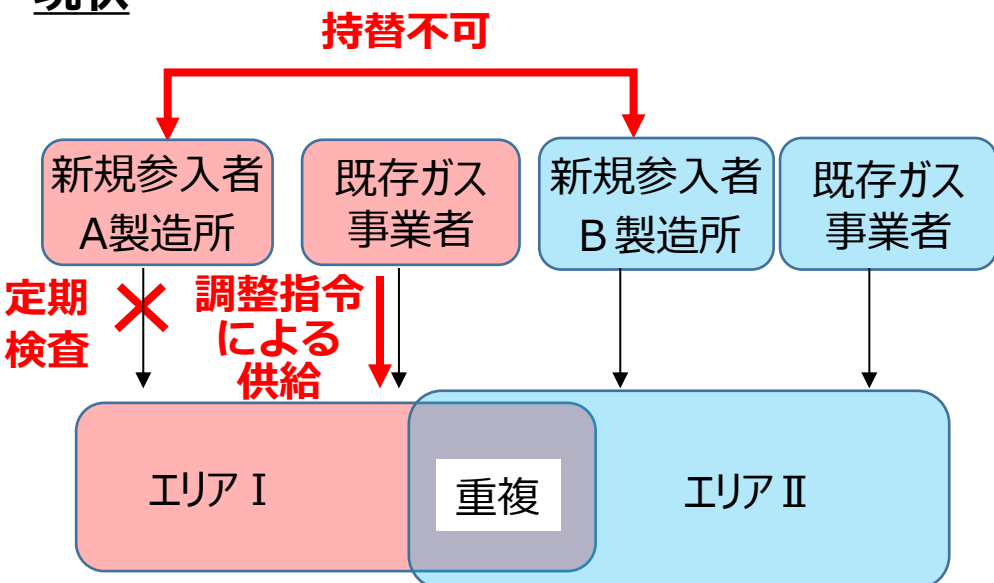 現状
持替不可
新規参入者
A製造所
既存ガス
事業者
新規参入者
B製造所
既存ガス
事業者
定期
検査
調整指令
による
供給
エリアⅠ
重複
エリアⅡ